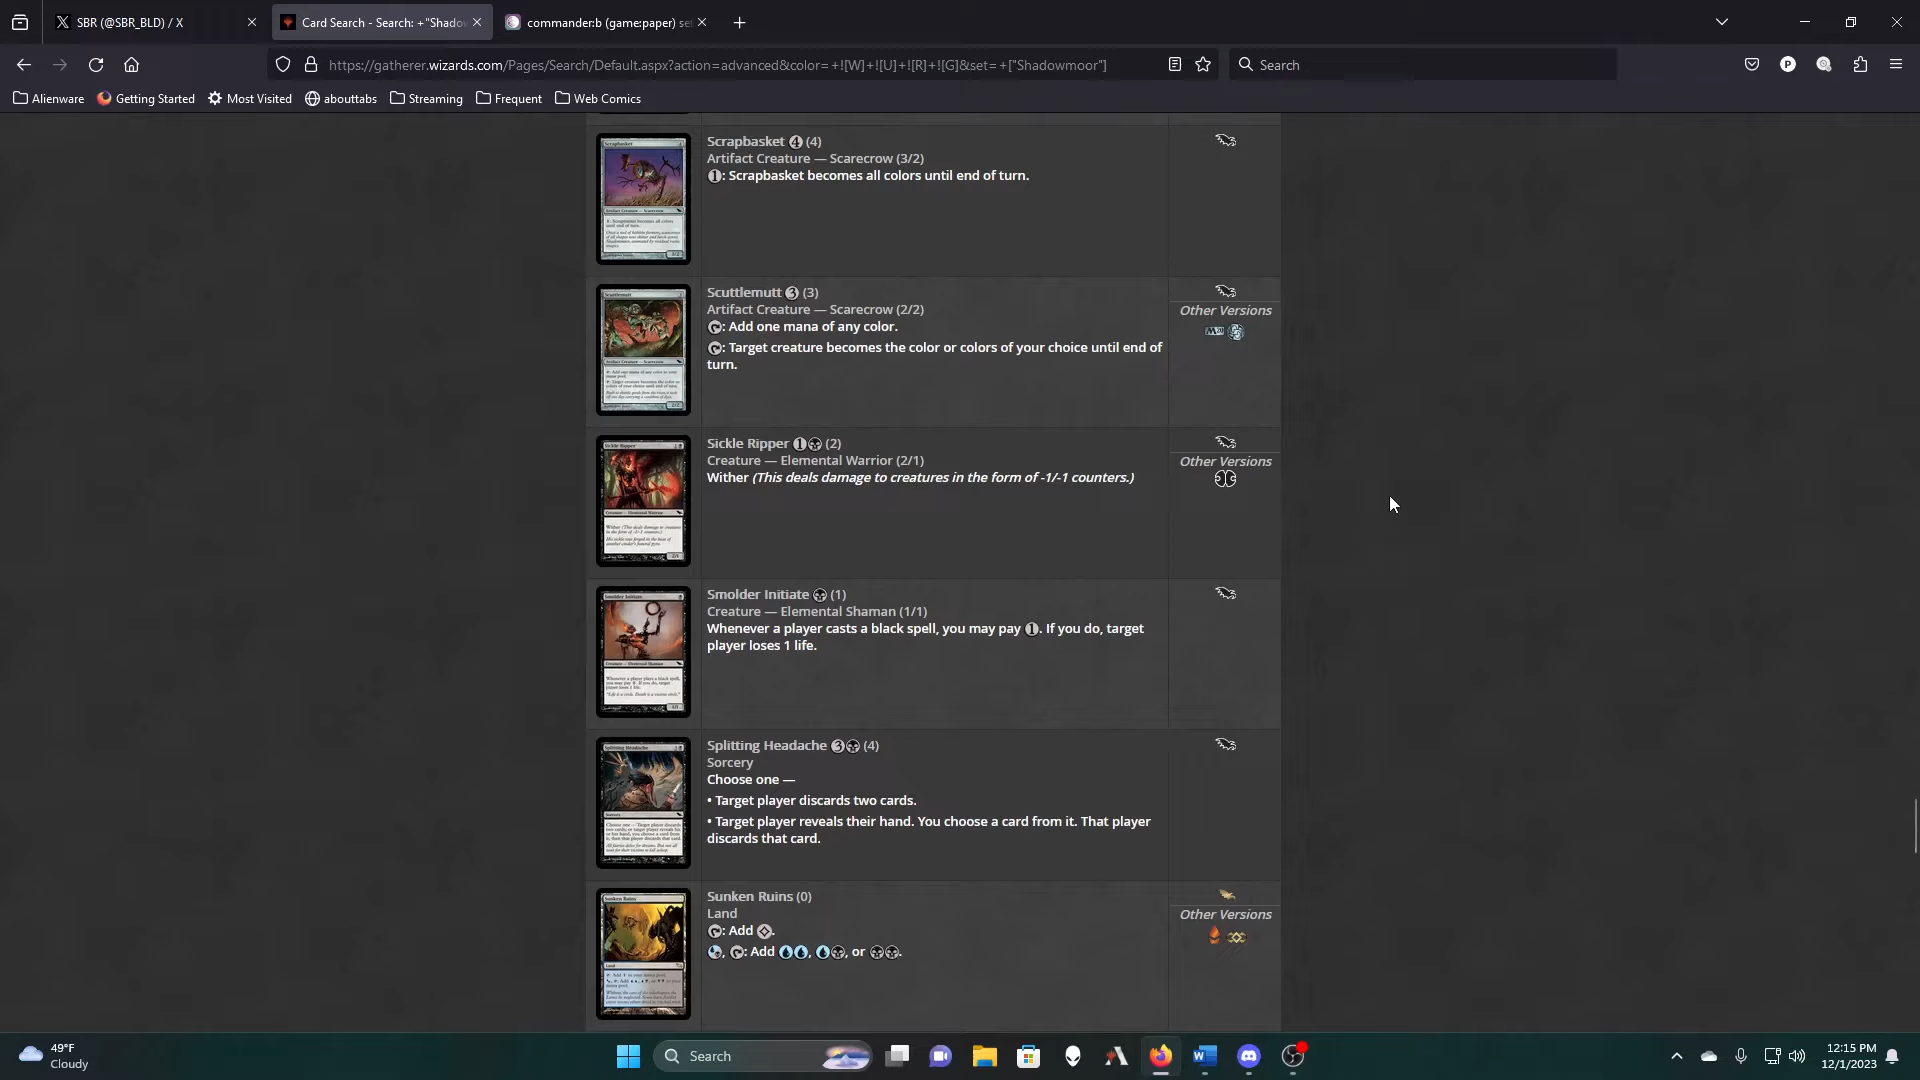 SBR (@SBR_BLD) / X
Card Search - Search: +"Shadow
commander:b (game:paper) se
https://gatherer.wizards.com/Pages/Search/Default.aspx?action=advanced&color=+![W]+![U]+![R]+![G]&set=+["Shadowmoor"]
Search
Alienware
Getting Started
Most Visited
abouttabs
Streaming
Frequent
Web Comics
Scrapbasket 4 (4)
Artifact Creature — Scarecrow (3/2)
1: Scrapbasket becomes all colors until end of turn.
Scuttlemutt 3 (3)
Artifact Creature — Scarecrow (2/2)
: Add one mana of any color.
: Target creature becomes the color or colors of your choice until end of
turn.
Other Versions
Sickle Ripper 1 (2)
Creature — Elemental Warrior (2/1)
Wither (This deals damage to creatures in the form of -1/-1 counters.)
Other Versions
Smolder Initiate (1)
Creature — Elemental Shaman (1/1)
Whenever a player casts a black spell, you may pay 1. If you do, target
player loses 1 life.
Splitting Headache 3 (4)
Sorcery
Choose one —
• Target player discards two cards.
• Target player reveals their hand. You choose a card from it. That player
discards that card.
Sunken Ruins (0)
Land
: Add .
, : Add , , or .
Other Versions
49°F
Cloudy
Search
12:15 PM
12/1/2023